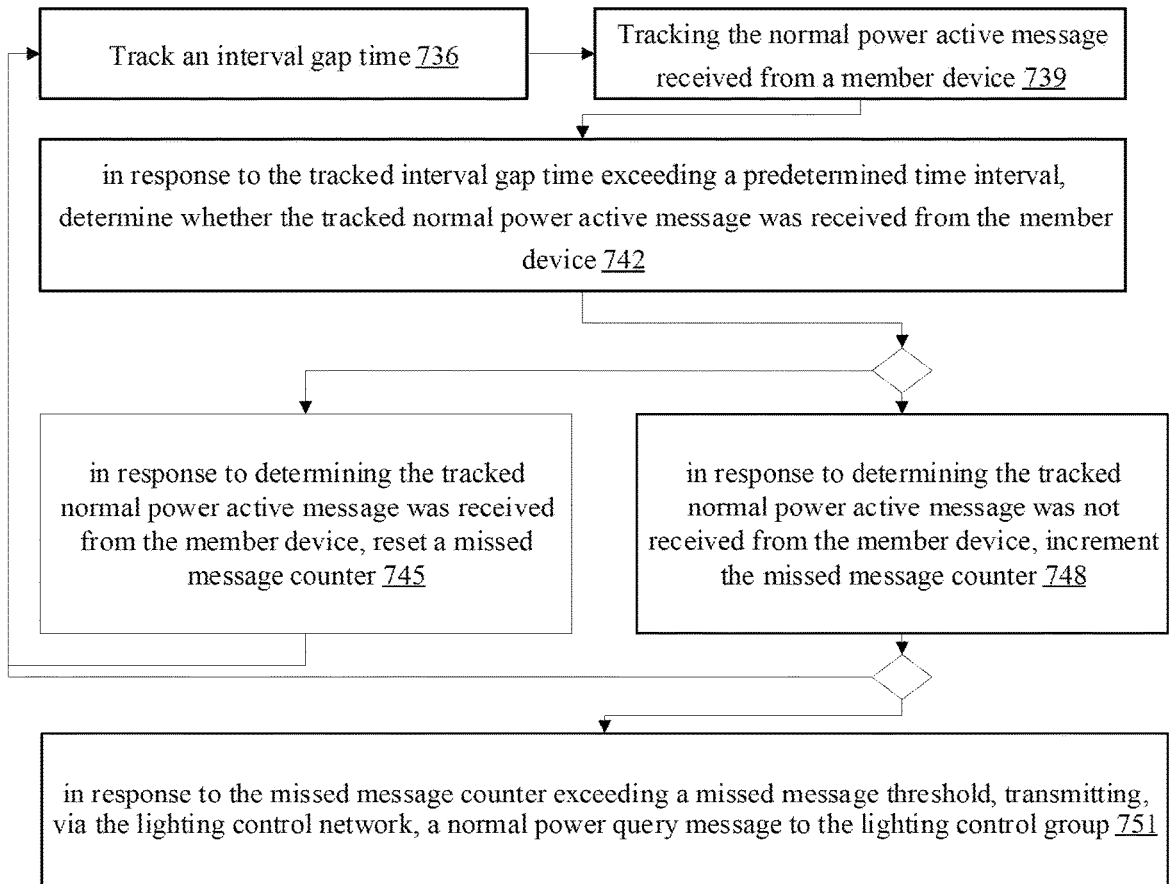 Track an interval gap time 736
Tracking the normal power active message
received from a member device 739
in response to the tracked interval gap time exceeding a predetermined time interval,
determine whether the tracked normal power active message was received from the member
device 742
in response to determining the tracked
normal power active message was received
from the member device, reset a missed
message counter 745
in response to determining the tracked
normal power active message was not
received from the member device, increment
the missed message counter 748
in response to the missed message counter exceeding a missed message threshold, transmitting,
via the lighting control network, a normal power query message to the lighting control group 751